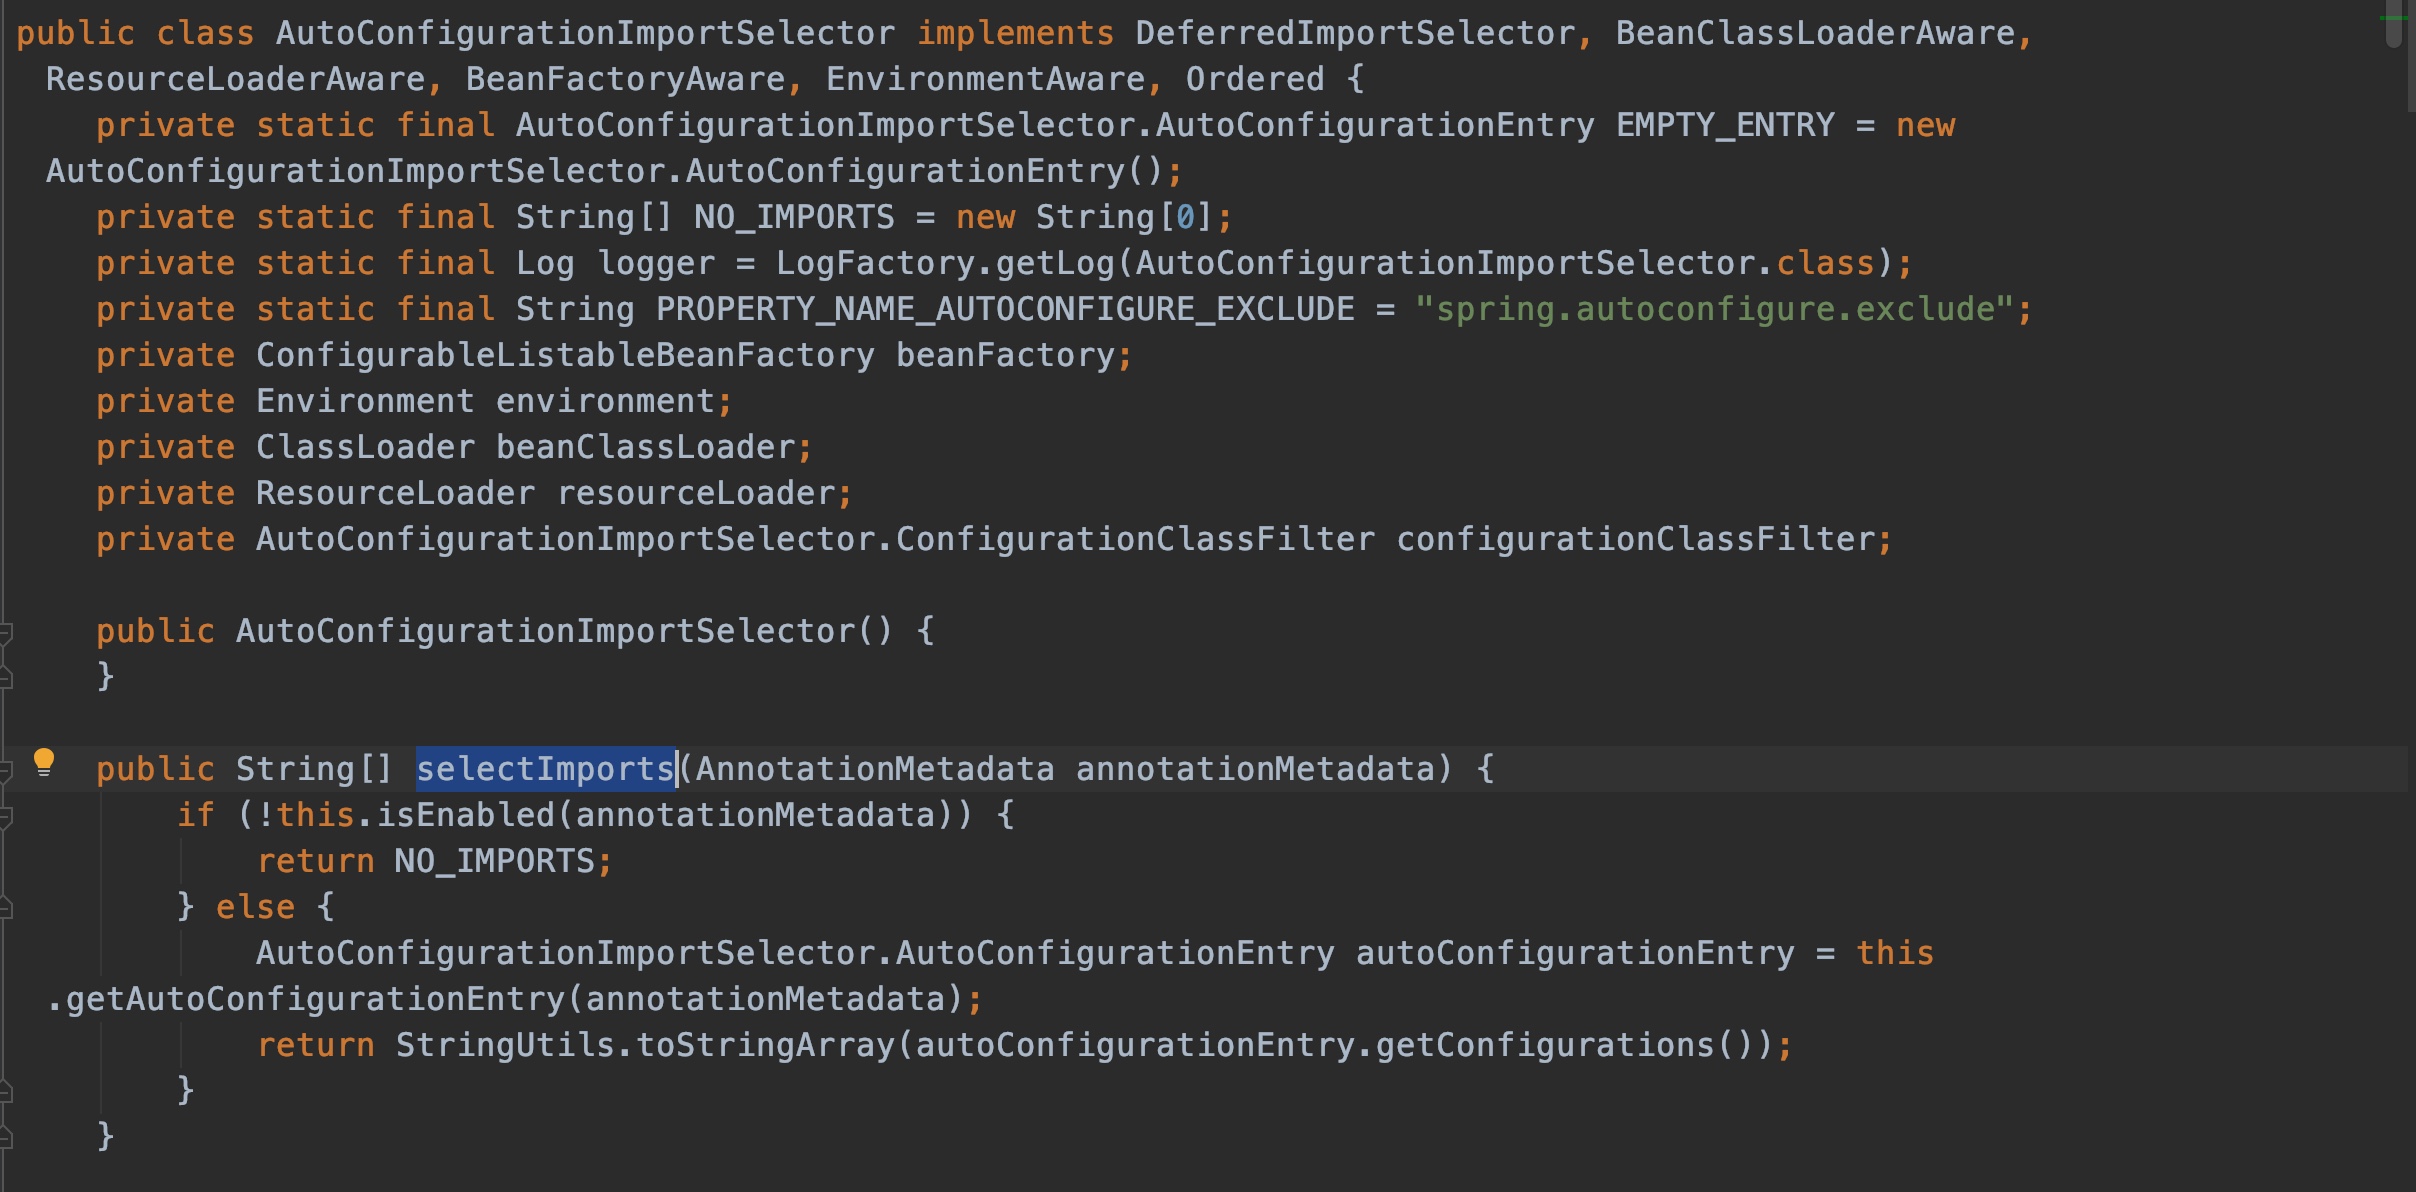 public class AutoConfigurationImportSelector implements DeferredImportSelector, BeanClassLoaderAware,
ResourceLoaderAware, BeanFactoryAware, EnvironmentAware, Ordered {
private static final AutoConfigurationImportSelector.AutoConfigurationEntry EMPTY_ENTRY = new
AutoConfigurationImportSelector.AutoConfigurationEntry();
private static final String[] NO_IMPORTS = new String[0];
private static final Log logger = LogFactory.getLog(AutoConfigurationImportSelector.class);
private static final String PROPERTY_NAME_AUTOCONFIGURE_EXCLUDE = "spring.autoconfigure.exclude";
private ConfigurableListableBeanFactory beanFactory;
private Environment environment;
private ClassLoader beanClassLoader;
private ResourceLoader resourceLoader;
private AutoConfigurationImportSelector.ConfigurationClassFilter configurationClassFilter;
public AutoConfigurationImportSelector() {
}
public String[] selectImports(AnnotationMetadata annotationMetadata) {
if (!this.isEnabled(annotationMetadata)) {
return NO_IMPORTS;
} else {
AutoConfigurationImportSelector.AutoConfigurationEntry autoConfigurationEntry = this
.getAutoConfigurationEntry(annotationMetadata);
return StringUtils.toStringArray(autoConfigurationEntry.getConfigurations());
}
}